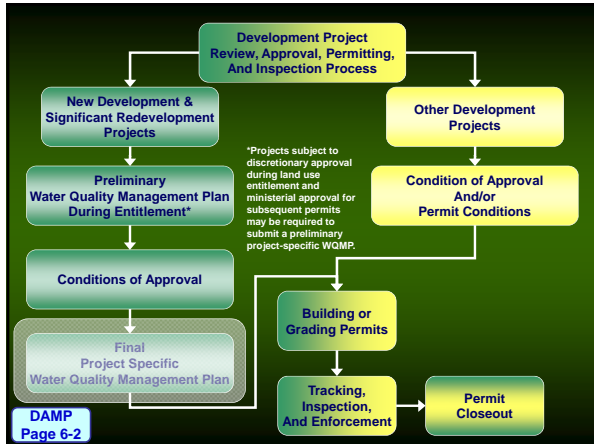 Development Project
Review, Approval, Permitting,
And Inspection Process
New Development &
Significant Redevelopment
Projects
Other Development
Projects
*Projects subject to
discretionary approval
during land use
entitlement and
ministerial approval for
subsequent permits
may be required to
submit a preliminary
project-specific WQMP.
Preliminary
Water Quality Management Plan
During Entitlement*
Condition of Approval
And/or
Permit Conditions
Conditions of Approval
Building or
Grading Permits
Final
Project Specific
Water Quality Management Plan
Tracking,
Inspection,
And Enforcement
Permit
Closeout
DAMP
Page 6-2